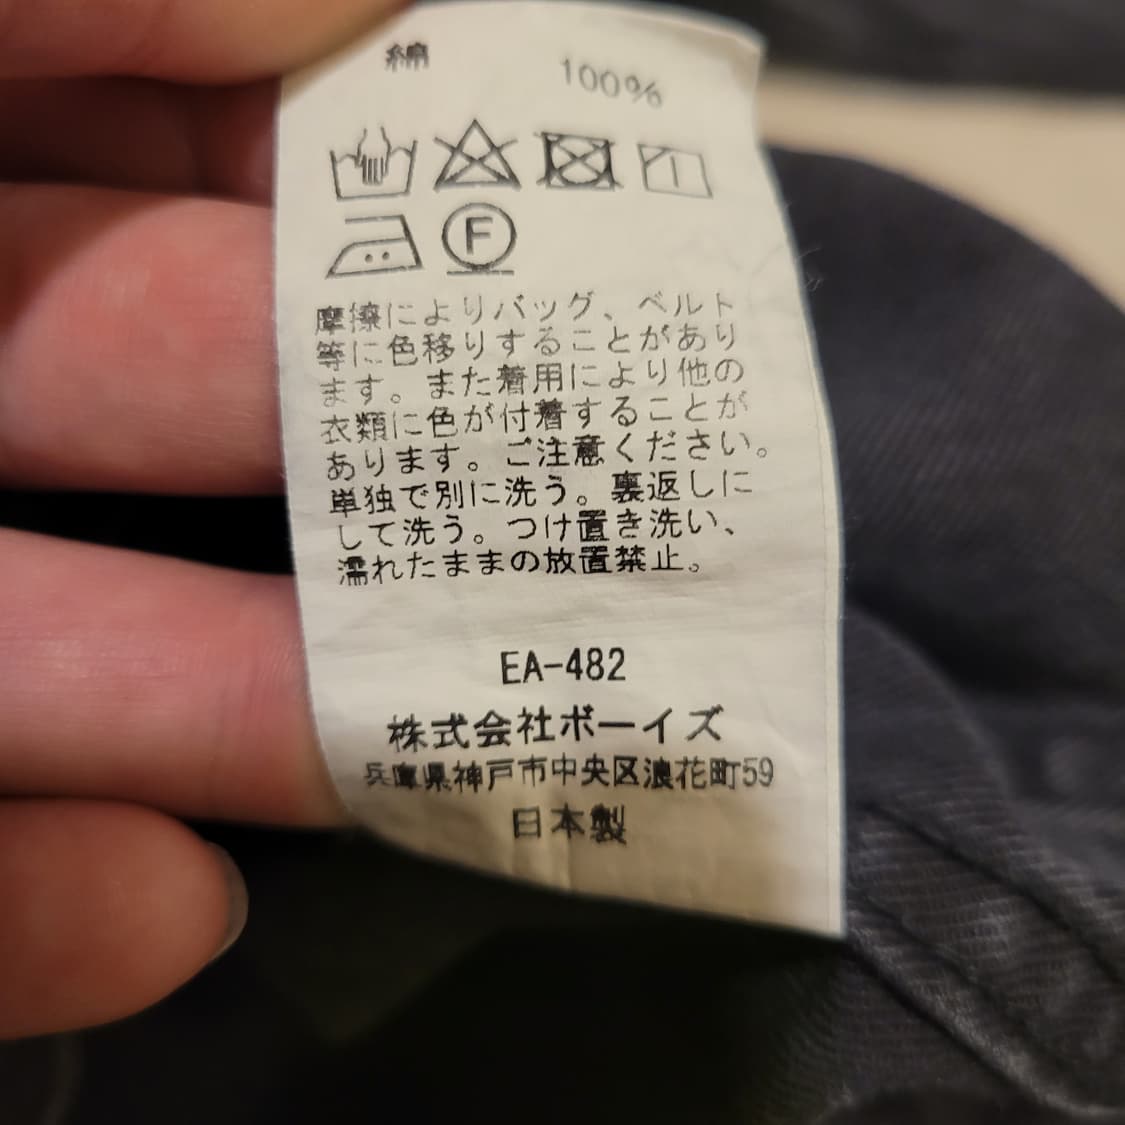 綿 100%
F
摩擦によりバッグ、ベルト
等に色移りすることがあり
ます。また着用により他の
衣類に色が付着することが
あります。ご注意ください。
単独で別に洗う。裏返しに
して洗う。つけ置き洗い、
濡れたままの放置禁止。
EA-482
株式会社ボーイズ
兵庫県神戸市中央区浪花町59
日本製